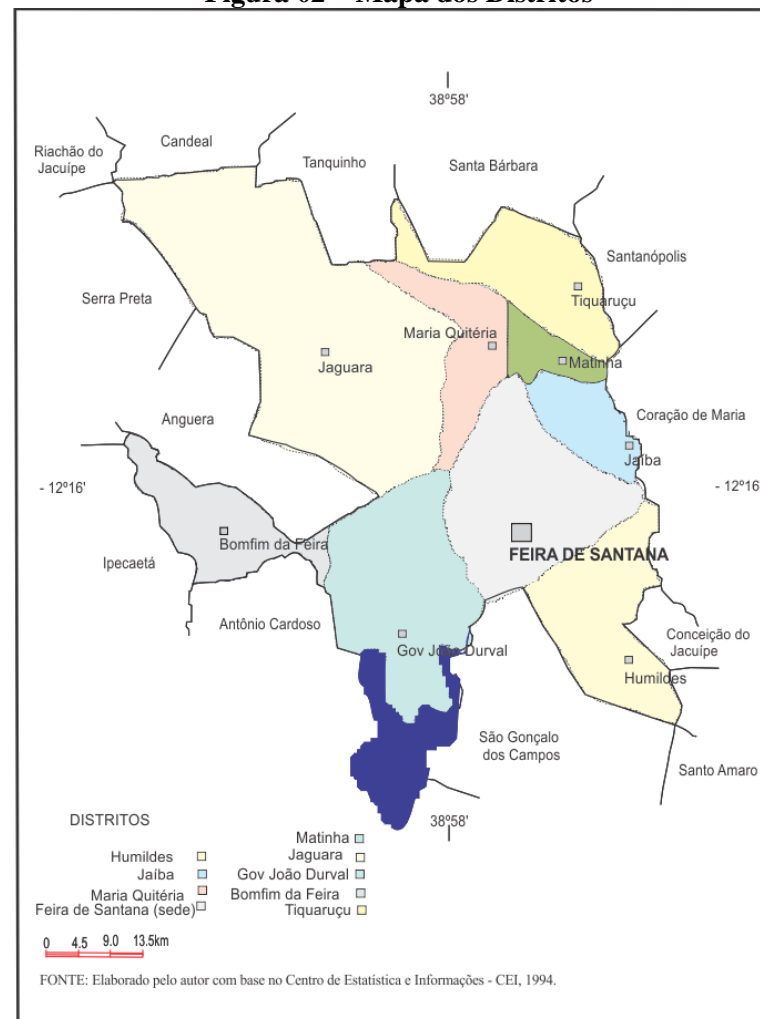 Figura 02 – Mapa dos Distritos
38º58'
Candeal
Riachão do
Jacuípe
Tanquinho
Santa Bárbara
Santanópolis
Tiquaruçu
Serra Preta
Maria Quitéria
Matinha
Jaguara
Anguera
Coração de Maria
Jaíba
- 12º16'
- 12º16'
Bomfim da Feira
FEIRA DE SANTANA
Ipecaetá
Antônio Cardoso
Gov João Durval
Conceição do
Jacuípe
Humildes
São Gonçalo
dos Campos
Santo Amaro
38º58'
DISTRITOS
Humildes
Jaíba
Maria Quitéria
Feira de Santana (sede)
Matinha
Jaguara
Gov João Durval
Bomfim da Feira
Tiquaruçu
0 4.5 9.0 13.5km
FONTE: Elaborado pelo autor com base no Centro de Estatística e Informações - CEI, 1994.